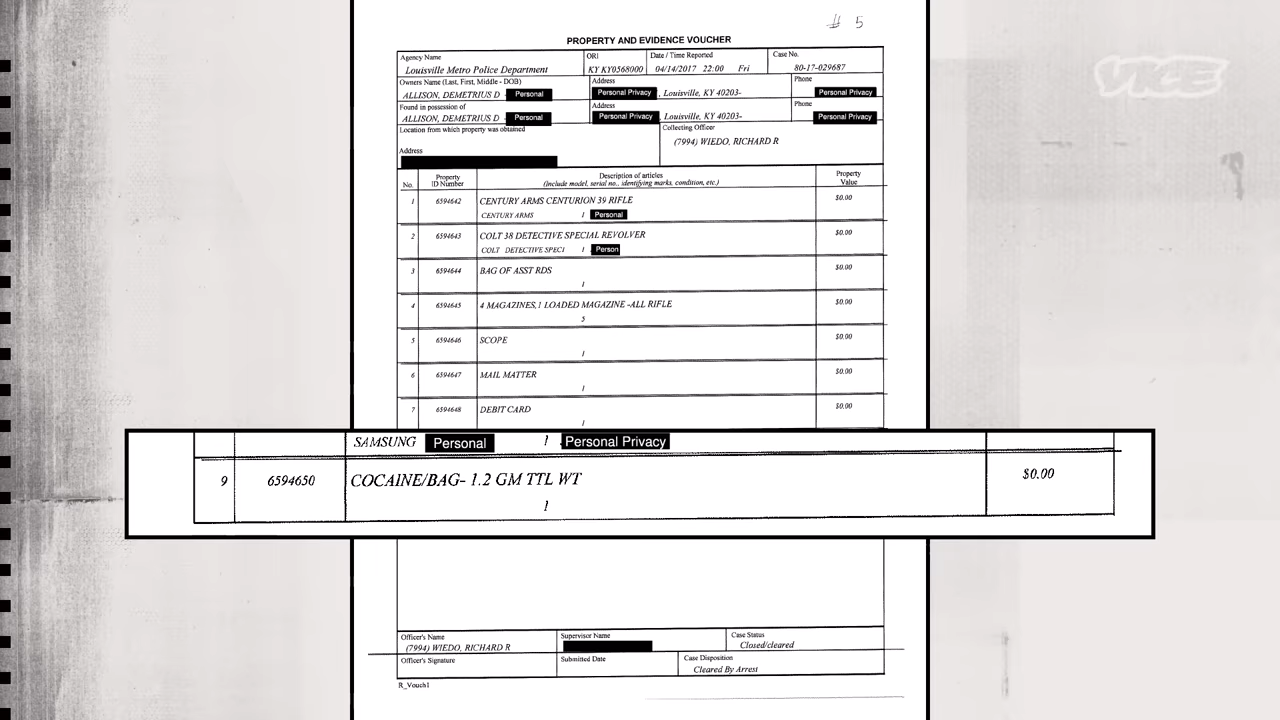 # 5
PROPERTY AND EVIDENCE VOUCHER
Agency Name
Louisville Metro Police Department
ORI
KY KY0568000
Date / Time Reported
04/14/2017 22:00 Fri
Case No.
80-17-029687
Owners Name (Last, First, Middle - DOB)
ALLISON, DEMETRIUS D Personal
Address
Personal Privacy , Louisville, KY 40203-
Phone
Personal Privacy
Found in possession of
ALLISON, DEMETRIUS D Personal
Address
Personal Privacy , Louisville, KY 40203-
Phone
Personal Privacy
Location from which property was obtained
Address
Collecting Officer
(7994) WIEDO, RICHARD R
No. Property ID Number Description of articles (Include model, serial no., identifying marks, condition, etc.) Property Value
1 6594642 CENTURY ARMS CENTURION 39 RIFLE $0.00
CENTURY ARMS 1 Personal
2 6594643 COLT 38 DETECTIVE SPECIAL REVOLVER $0.00
COLT DETECTIVE SPECI 1 Person
3 6594644 BAG OF ASST RDS $0.00
1
4 6594645 4 MAGAZINES,1 LOADED MAGAZINE -ALL RIFLE $0.00
5
5 6594646 SCOPE $0.00
1
6 6594647 MAIL MATTER $0.00
1
7 6594648 DEBIT CARD $0.00
1
SAMSUNG Personal 1 Personal Privacy
9 6594650 COCAINE/BAG- 1.2 GM TTL WT $0.00
1
Officer's Name
(7994) WIEDO, RICHARD R
Supervisor Name
Case Status
Closed/cleared
Officer's Signature
Submitted Date
Case Disposition
Cleared By Arrest
R_Vouch1